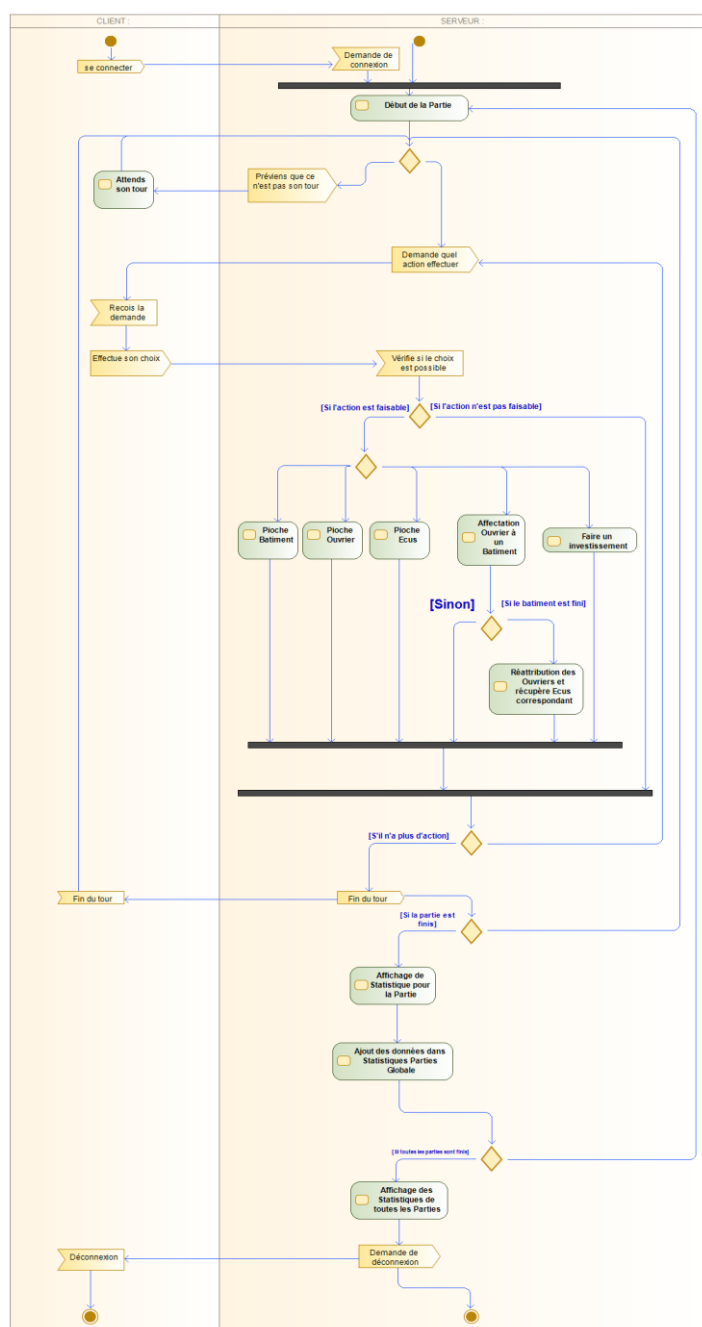 CLIENT :
SERVEUR :
se connecter
Demande de
connexion
Début de la Partie
Attends
son tour
Préviens que ce
n'est pas son tour
Demande quel
action effectuer
Recois la
demande
Effectue son choix
Vérifie si le choix
est possible
[Si l'action est faisable]
[Si l'action n'est pas faisable]
Pioche
Batiment
Pioche
Ouvrier
Pioche
Ecus
Affectation
Ouvrier à
un
Batiment
Faire un
investissement
[Sinon]
[Si le batiment est fini]
Réattribution des
Ouvriers et
récupère Ecus
correspondant
[S'il n'a plus d'action]
Fin du tour
Fin du tour
[Si la partie est
finis]
Affichage de
Statistique pour
la Partie
Ajout des données dans
Statistiques Parties
Globale
[Si toutes les parties sont finis]
Affichage des
Statistiques de
toutes les Parties
Déconnexion
Demande de
déconnexion